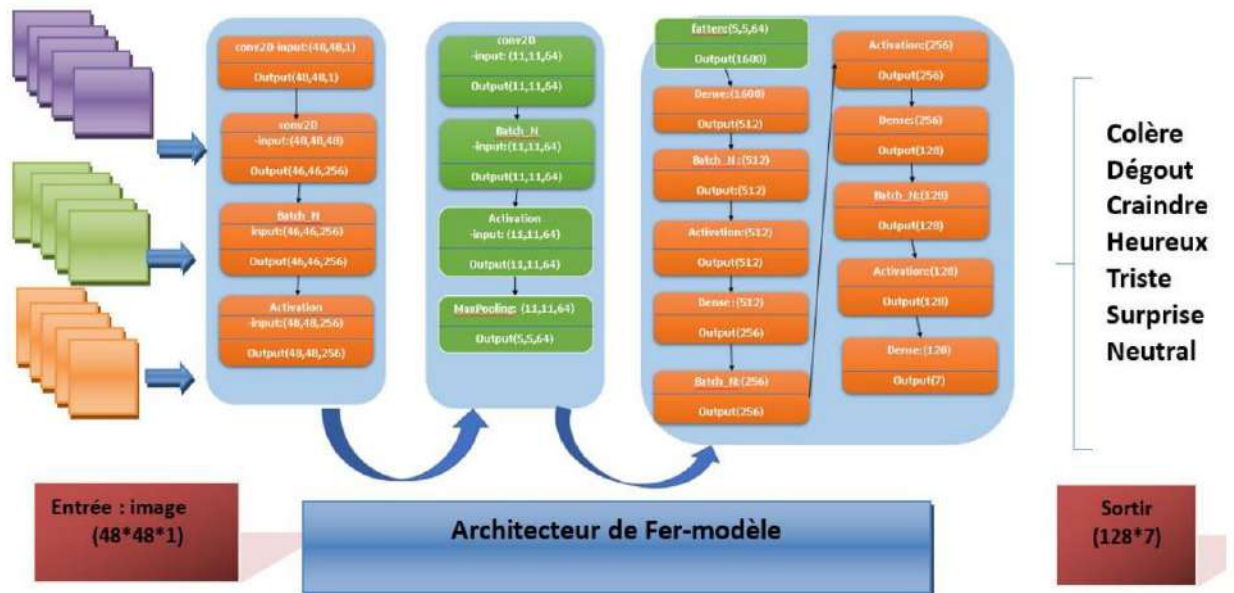 conv2D-input:(48,48,1)
Output(48,48,1)
conv2D
-input:(48,48,48)
Output(46,46,256)
Batch_N
input:(46,46,256)
Output(46,46,256)
Activation
-input:(48,48,256)
Output(48,48,256)
conv2D
-input: (11,11,64)
Output(11,11,64)
Batch_N
-input:(11,11,64)
Output(11,11,64)
Activation
-input: (11,11,64)
Output(11,11,64)
MaxPooling: (11,11,64)
Output(5,5,64)
fatten:(5,5,64)
Output(1600)
Dense:(1600)
Output(512)
Batch_N :(512)
Output:(512)
Activation:(512)
Output(512)
Dense: (512)
Output(256)
Batch_N:(256)
Output(256)
Activation:(256)
Output(256)
Dense:(256)
Output(128)
Batch_N:(128)
Output(128)
Activation:(128)
Output(128)
Dense:(128)
Output(7)
Colère
Dégout
Craindre
Heureux
Triste
Surprise
Neutral
Entrée : image
(48*48*1)
Architecteur de Fer-modèle
Sortir
(128*7)